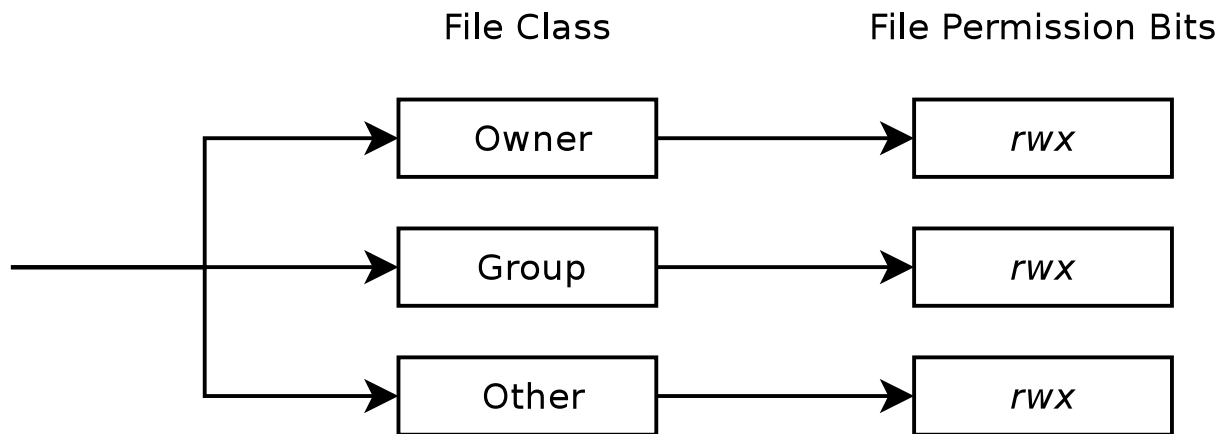 File Class File Permission Bits
Owner rwx
Group rwx
Other rwx